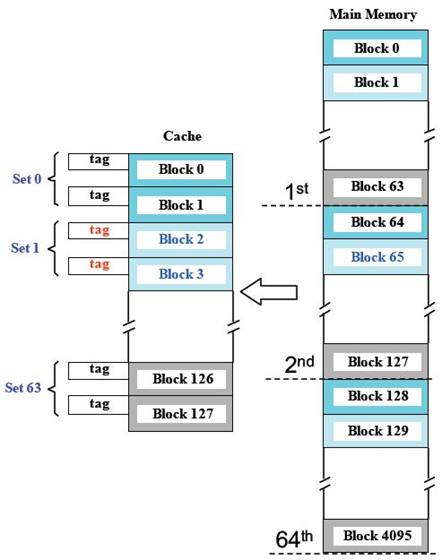 Main Memory
Block 0
Block 1
Block 63
1st
Block 64
Block 65
Block 127
2nd
Block 128
Block 129
Block 4095
64th
Cache
Set 0
tag
Block 0
tag
Block 1
Set 1
tag
Block 2
tag
Block 3
Set 63
tag
Block 126
tag
Block 127